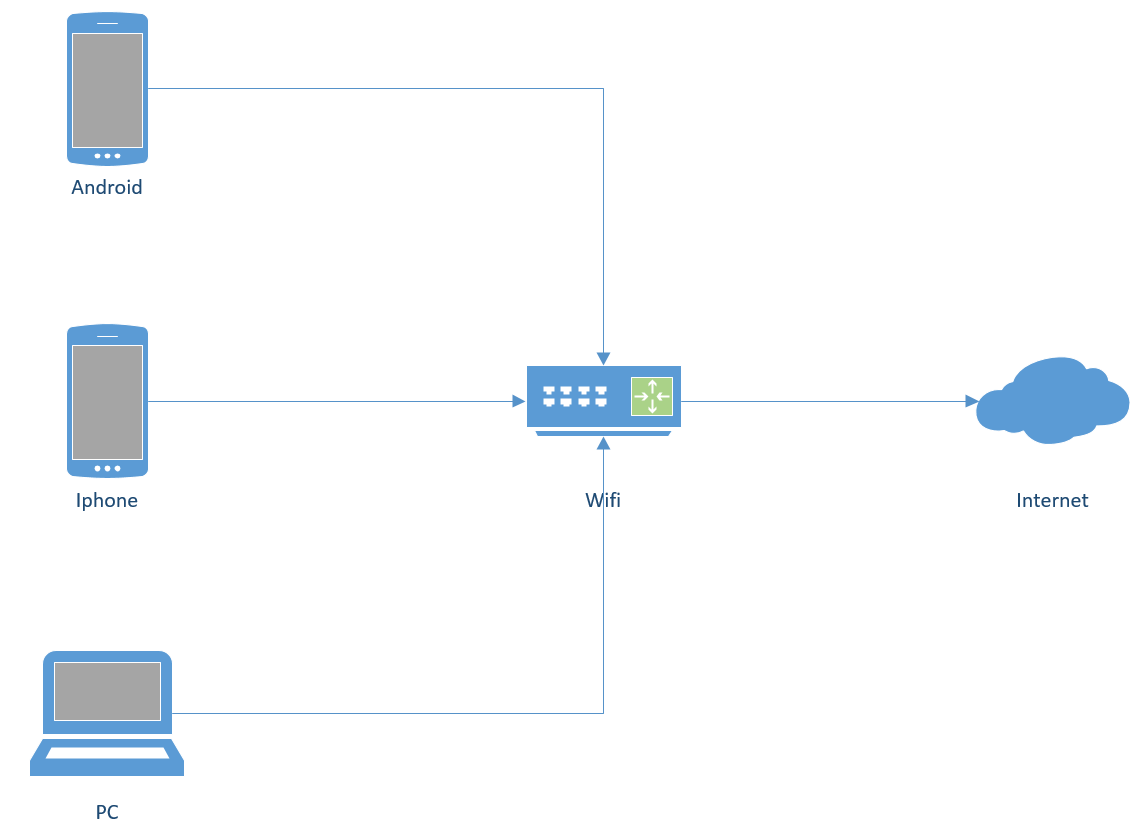 Android
Iphone
Wifi
Internet
PC